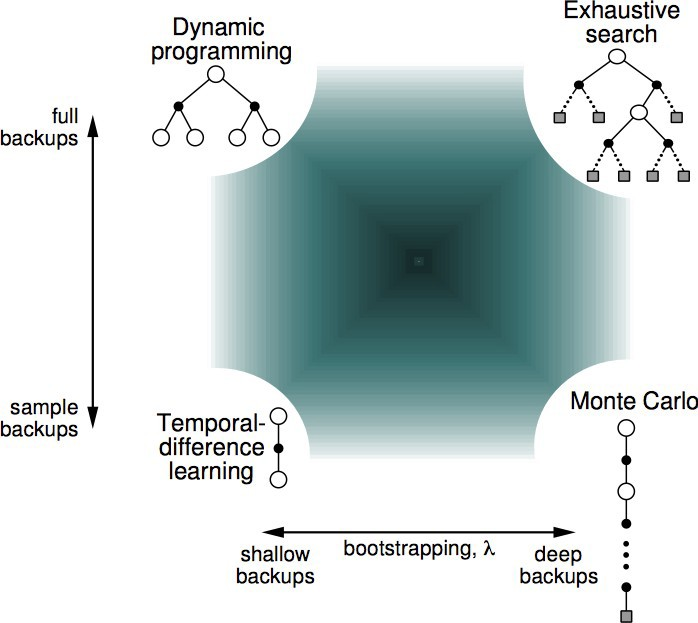 Dynamic
programming
Exhaustive
search
full
backups
sample
backups
Temporal-
difference
learning
Monte Carlo
shallow
backups
bootstrapping, λ
deep
backups